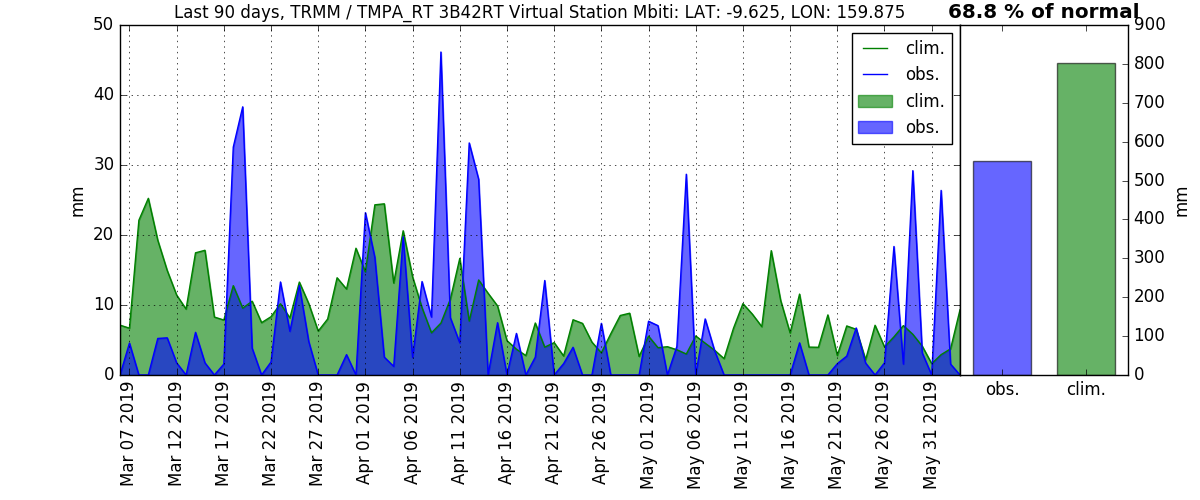 Last 90 days, TRMM / TMPA_RT 3B42RT Virtual Station Mbiti: LAT: -9.625, LON: 159.875
68.8 % of normal
50
40
30
20
10
0
mm
clim.
obs.
clim.
obs.
Mar 07 2019
Mar 12 2019
Mar 17 2019
Mar 22 2019
Mar 27 2019
Apr 01 2019
Apr 06 2019
Apr 11 2019
Apr 16 2019
Apr 21 2019
Apr 26 2019
May 01 2019
May 06 2019
May 11 2019
May 16 2019
May 21 2019
May 26 2019
May 31 2019
900
800
700
600
500
400
300
200
100
0
mm
obs.
clim.